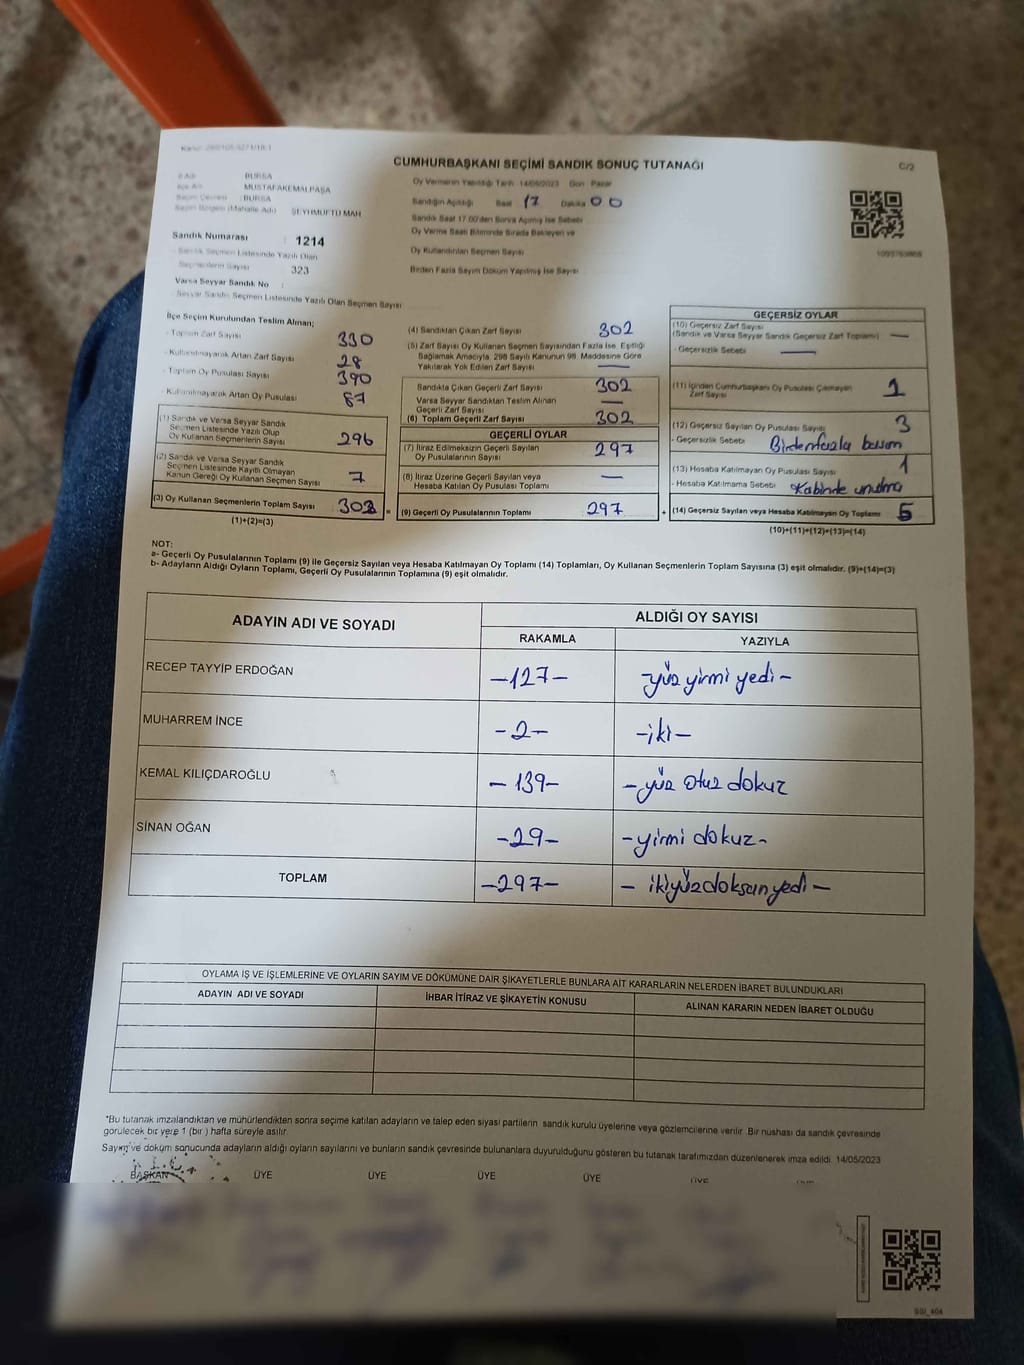 CUMHURBAŞKANI SEÇİMİ SANDIK SONUÇ TUTANAĞI
C/2
İl Adı : BURSA
İlçe Adı : MUSTAFAKEMALPAŞA
Seçim Çevresi : BURSA
Seçim Bölgesi (Mahalle Adı) : ŞEYHMÜFTÜ MAH.
Oy Vermenin Yapıldığı Tarih : 14/05/2023 Gün : Pazar
Sandığın Açıldığı Saat : 17 Dakika : 00
Sandık Saat 17.00'den Sonra Açılmış İse Sebebi
Oy Verme Saati Bitiminde Sırada Bekleyen ve
Oy Kullandırılan Seçmen Sayısı
Birden Fazla Sayım Döküm Yapılmış İse Sayısı
Sandık Numarası : 1214
Sandık Seçmen Listesinde Yazılı Olan
Seçmenlerin Sayısı : 323
Varsa Seyyar Sandık No :
Seyyar Sandık Seçmen Listesinde Yazılı Olan Seçmen Sayısı
İlçe Seçim Kurulundan Teslim Alınan;
- Toplam Zarf Sayısı 330
- Kullanılmayarak Artan Zarf Sayısı 28
- Toplam Oy Pusulası Sayısı 390
- Kullanılmayarak Artan Oy Pusulası 87
(1) Sandık ve Varsa Seyyar Sandık
Seçmen Listesinde Yazılı Olup
Oy Kullanan Seçmenlerin Sayısı 296
(2) Sandık ve Varsa Seyyar Sandık
Seçmen Listesinde Kayıtlı Olmayan
Kanun Gereği Oy Kullanan Seçmen Sayısı 7
(3) Oy Kullanan Seçmenlerin Toplam Sayısı
(1)+(2)=(3)
(4) Sandıktan Çıkan Zarf Sayısı 302
(5) Zarf Sayısı Oy Kullanan Seçmen Sayısından Fazla İse, Eşitliği
Sağlamak Amacıyla, 298 Sayılı Kanunun 98. Maddesine Göre
Yakılarak Yok Edilen Zarf Sayısı —
Sandıkta Çıkan Geçerli Zarf Sayısı 302
Varsa Seyyar Sandıktan Teslim Alınan
Geçerli Zarf Sayısı —
(6) Toplam Geçerli Zarf Sayısı 302
GEÇERLİ OYLAR
(7) İtiraz Edilmeksizin Geçerli Sayılan
Oy Pusulalarının Sayısı 297
(8) İtiraz Üzerine Geçerli Sayılan veya
Hesaba Katılan Oy Pusulası Toplamı —
= (9) Geçerli Oy Pusulalarının Toplamı 297
GEÇERSİZ OYLAR
(10) Geçersiz Zarf Sayısı
(Sandık ve Varsa Seyyar Sandık Geçersiz Zarf Toplamı) —
- Geçersizlik Sebebi —
(11) İçinden Cumhurbaşkanı Oy Pusulası Çıkmayan
Zarf Sayısı 1
(12) Geçersiz Sayılan Oy Pusulası Sayısı 3
- Geçersizlik Sebebi Birden fazla basım
(13) Hesaba Katılmayan Oy Pusulası Sayısı 1
- Hesaba Katılmama Sebebi Kabinde unutma
+ (14) Geçersiz Sayılan veya Hesaba Katılmayan Oy Toplamı 5
(10)+(11)+(12)+(13)=(14)
NOT:
a- Geçerli Oy Pusulalarının Toplamı (9) ile Geçersiz Sayılan veya Hesaba Katılmayan Oy Toplamı (14) Toplamları, Oy Kullanan Seçmenlerin Toplam Sayısına (3) eşit olmalıdır. (9)+(14)=(3)
b- Adayların Aldığı Oyların Toplamı, Geçerli Oy Pusulalarının Toplamına (9) eşit olmalıdır.
ADAYIN ADI VE SOYADI
ALDIĞI OY SAYISI
RAKAMLA YAZIYLA
RECEP TAYYİP ERDOĞAN -127- -yüz yirmi yedi-
MUHARREM İNCE -2- -iki-
KEMAL KILIÇDAROĞLU -139- -yüz otuz dokuz
SİNAN OĞAN -29- -yirmi dokuz-
TOPLAM -297- - ikiyüzdoksanyedi -
OYLAMA İŞ VE İŞLEMLERİNE VE OYLARIN SAYIM VE DÖKÜMÜNE DAİR ŞİKAYETLERLE BUNLARA AİT KARARLARIN NELERDEN İBARET BULUNDUKLARI
ADAYIN ADI VE SOYADI İHBAR İTİRAZ VE ŞİKAYETİN KONUSU ALINAN KARARIN NEDEN İBARET OLDUĞU
*Bu tutanak imzalandıktan ve mühürlendikten sonra seçime katılan adayların ve talep eden siyasi partilerin sandık kurulu üyelerine veya gözlemcilerine verilir. Bir nüshası da sandık çevresinde
görülecek bir yere 1 (bir) hafta süreyle asılır.
Sayım ve döküm sonucunda adayların aldığı oyların sayılarını ve bunların sandık çevresinde bulunanlara duyurulduğunu gösteren bu tutanak tarafımızdan düzenlenerek imza edildi. 14/05/2023
BAŞKAN ÜYE ÜYE ÜYE ÜYE ÜYE